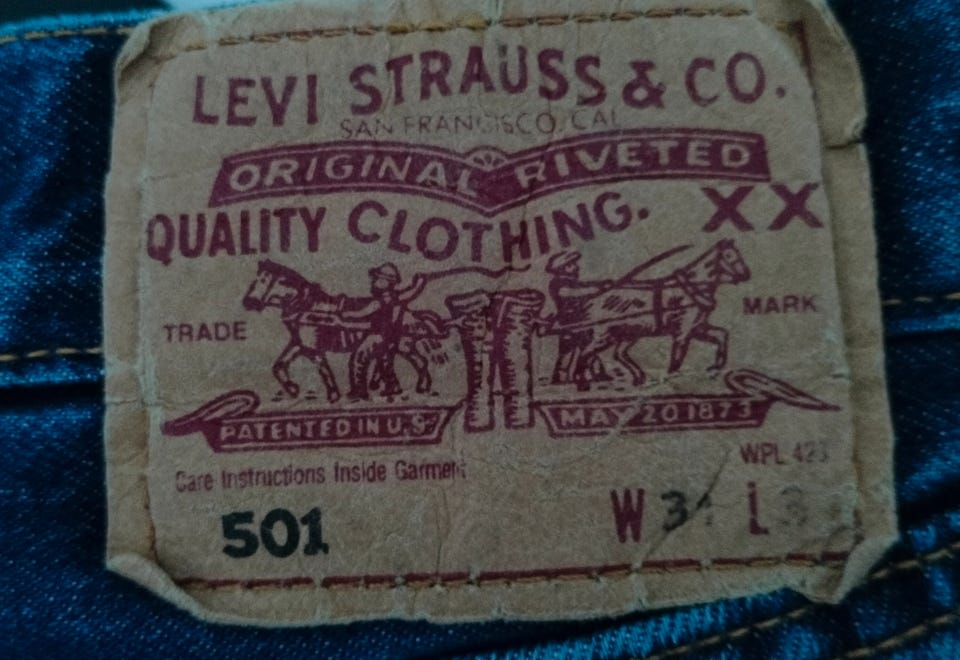 LEVI STRAUSS & CO.
SAN FRANCISCO, CAL
ORIGINAL RIVETED
QUALITY CLOTHING. XX
TRADE MARK
PATENTED IN U.S. MAY 20 1873
WPL
Care Instructions Inside Garment
501 W L